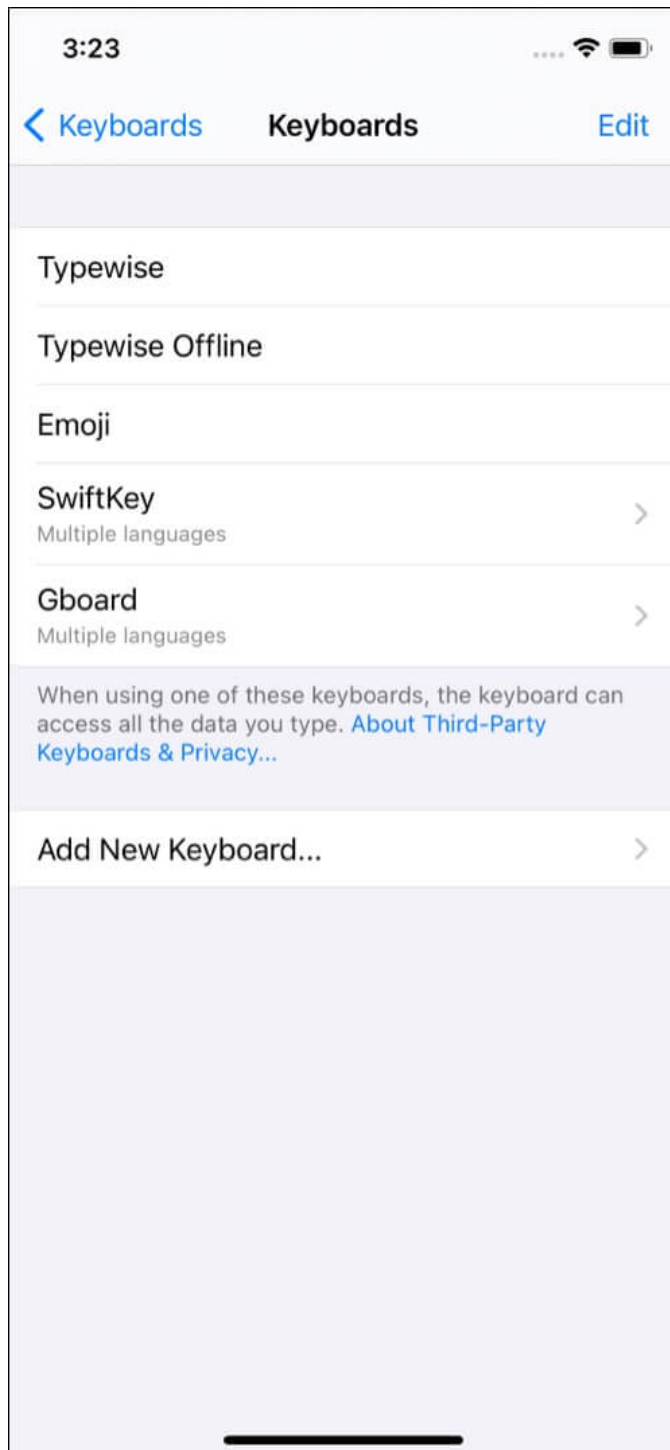 3:23
Keyboards
Keyboards
Edit
Typewise
Typewise Offline
Emoji
SwiftKey
Multiple languages
Gboard
Multiple languages
When using one of these keyboards, the keyboard can
access all the data you type. About Third-Party
Keyboards & Privacy...
Add New Keyboard...